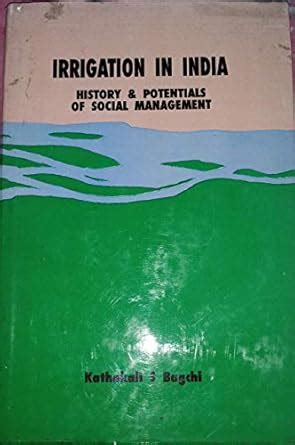 IRRIGATION IN INDIA
HISTORY & POTENTIALS
OF SOCIAL MANAGEMENT
Kathakali S Bagchi